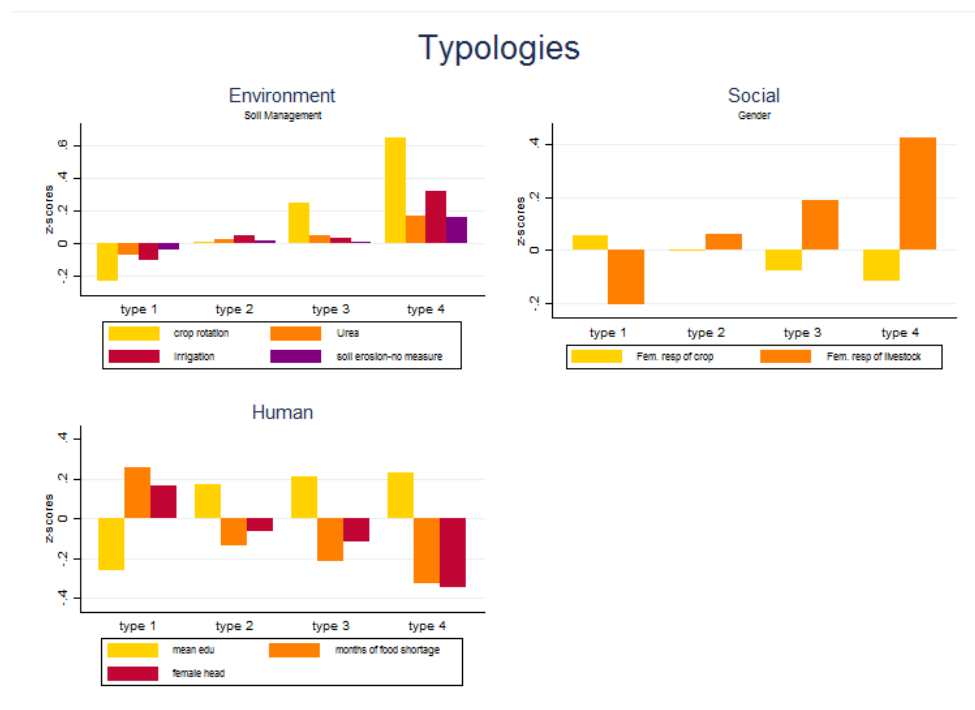 Typologies
Environment
Soil Management
z-scores
.6
.4
.2
0
-.2
type 1 type 2 type 3 type 4
crop rotation Urea
irrigation soil erosion-no measure
Social
Gender
z-scores
.4
.2
0
-.2
type 1 type 2 type 3 type 4
Fem. resp of crop Fem. resp of livestock
Human
z-scores
.4
.2
0
-.2
-.4
type 1 type 2 type 3 type 4
mean edu months of food shortage
female head